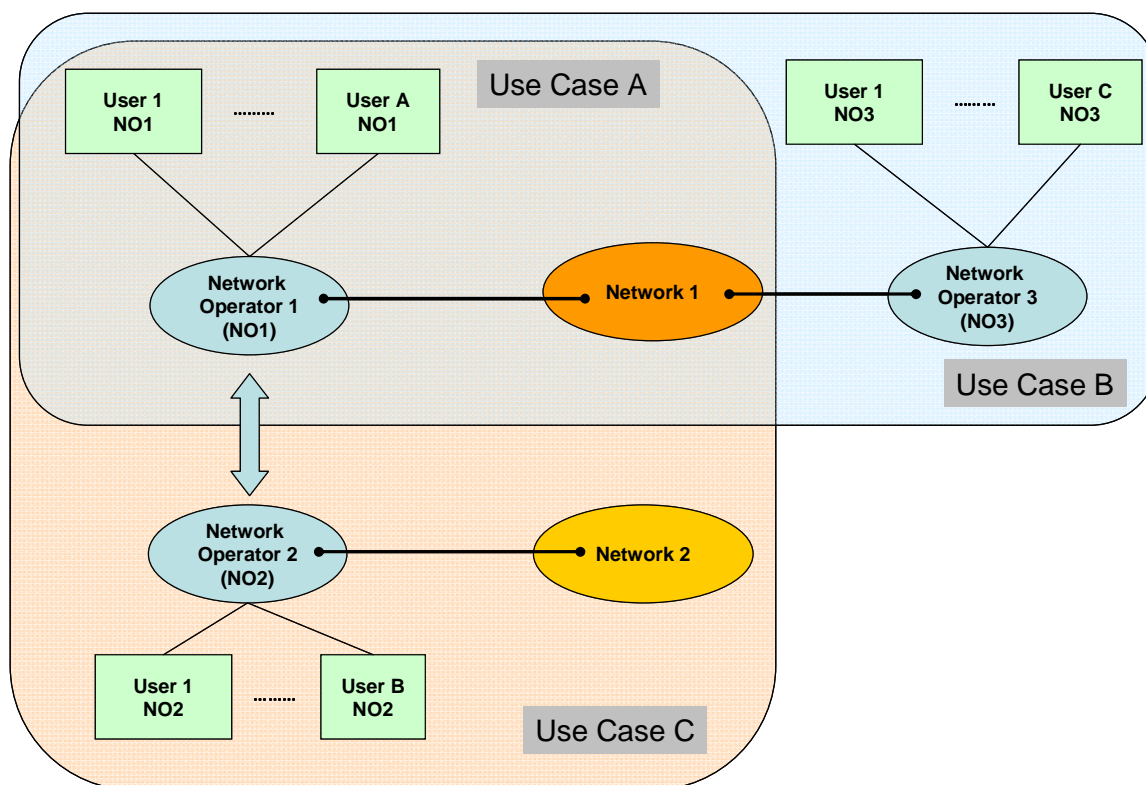 Use Case A
User 1
NO1
.........
User A
NO1
User 1
NO3
.........
User C
NO3
Network
Operator 1
(NO1)
Network 1
Network
Operator 3
(NO3)
Use Case B
Network
Operator 2
(NO2)
Network 2
User 1
NO2
.........
User B
NO2
Use Case C